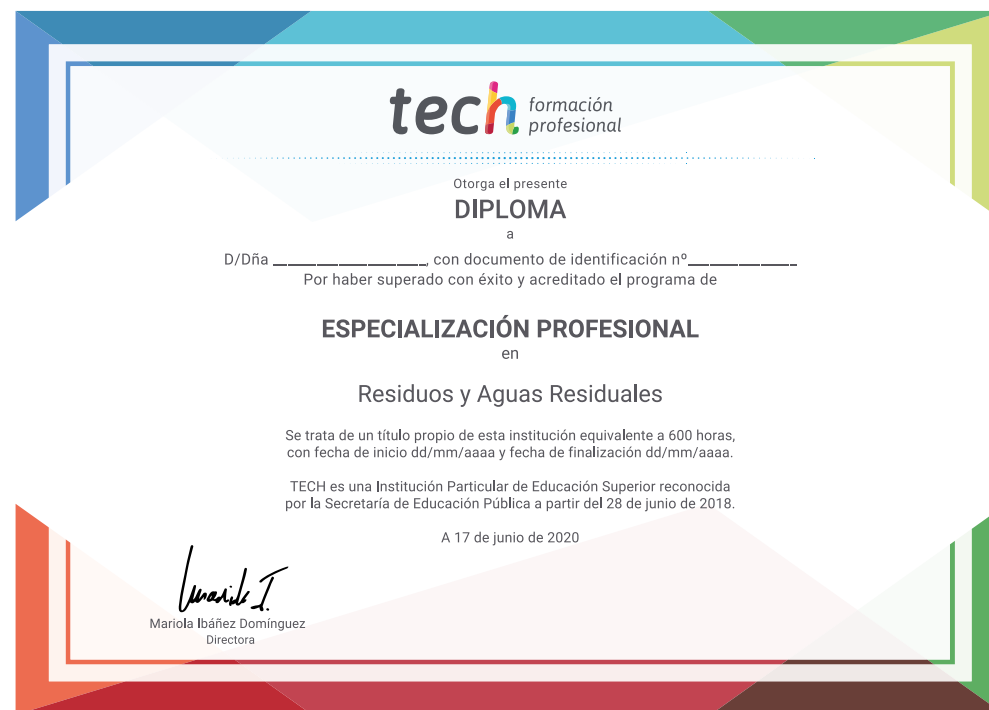 tech formación
profesional
Otorga el presente
DIPLOMA
a
D/Dña ____________________, con documento de identificación nº______________
Por haber superado con éxito y acreditado el programa de
ESPECIALIZACIÓN PROFESIONAL
en
Residuos y Aguas Residuales
Se trata de un título propio de esta institución equivalente a 600 horas,
con fecha de inicio dd/mm/aaaa y fecha de finalización dd/mm/aaaa.
TECH es una Institución Particular de Educación Superior reconocida
por la Secretaría de Educación Pública a partir del 28 de junio de 2018.
A 17 de junio de 2020
Mariola Ibáñez Domínguez
Directora